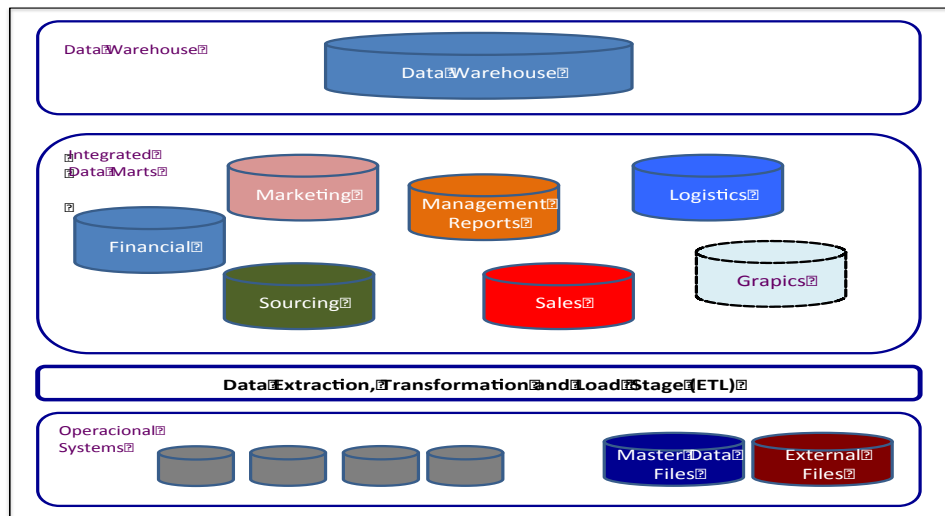 Data Warehouse
Data Warehouse
Integrated
Data Marts
Marketing
Management
Reports
Logistics
Financial
Grapics
Sourcing
Sales
Data Extraction, Transformation and Load Stage (ETL)
Operacional
Systems
Master Data
Files
External
Files